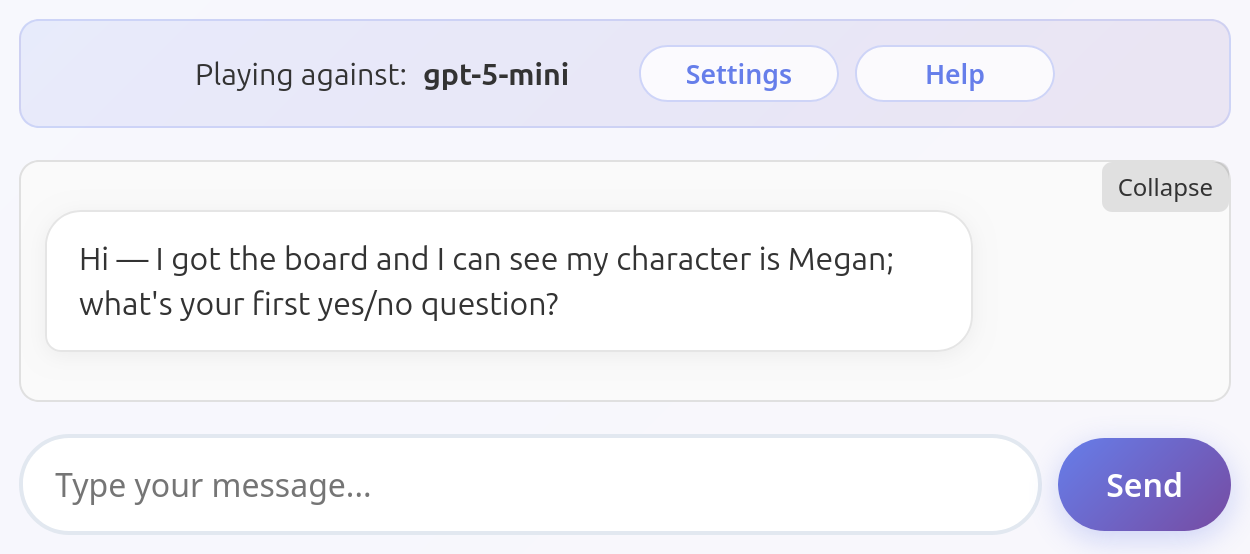 Playing against: gpt-5-mini Settings Help
Collapse
Hi — I got the board and I can see my character is Megan;
what's your first yes/no question?
Type your message... Send